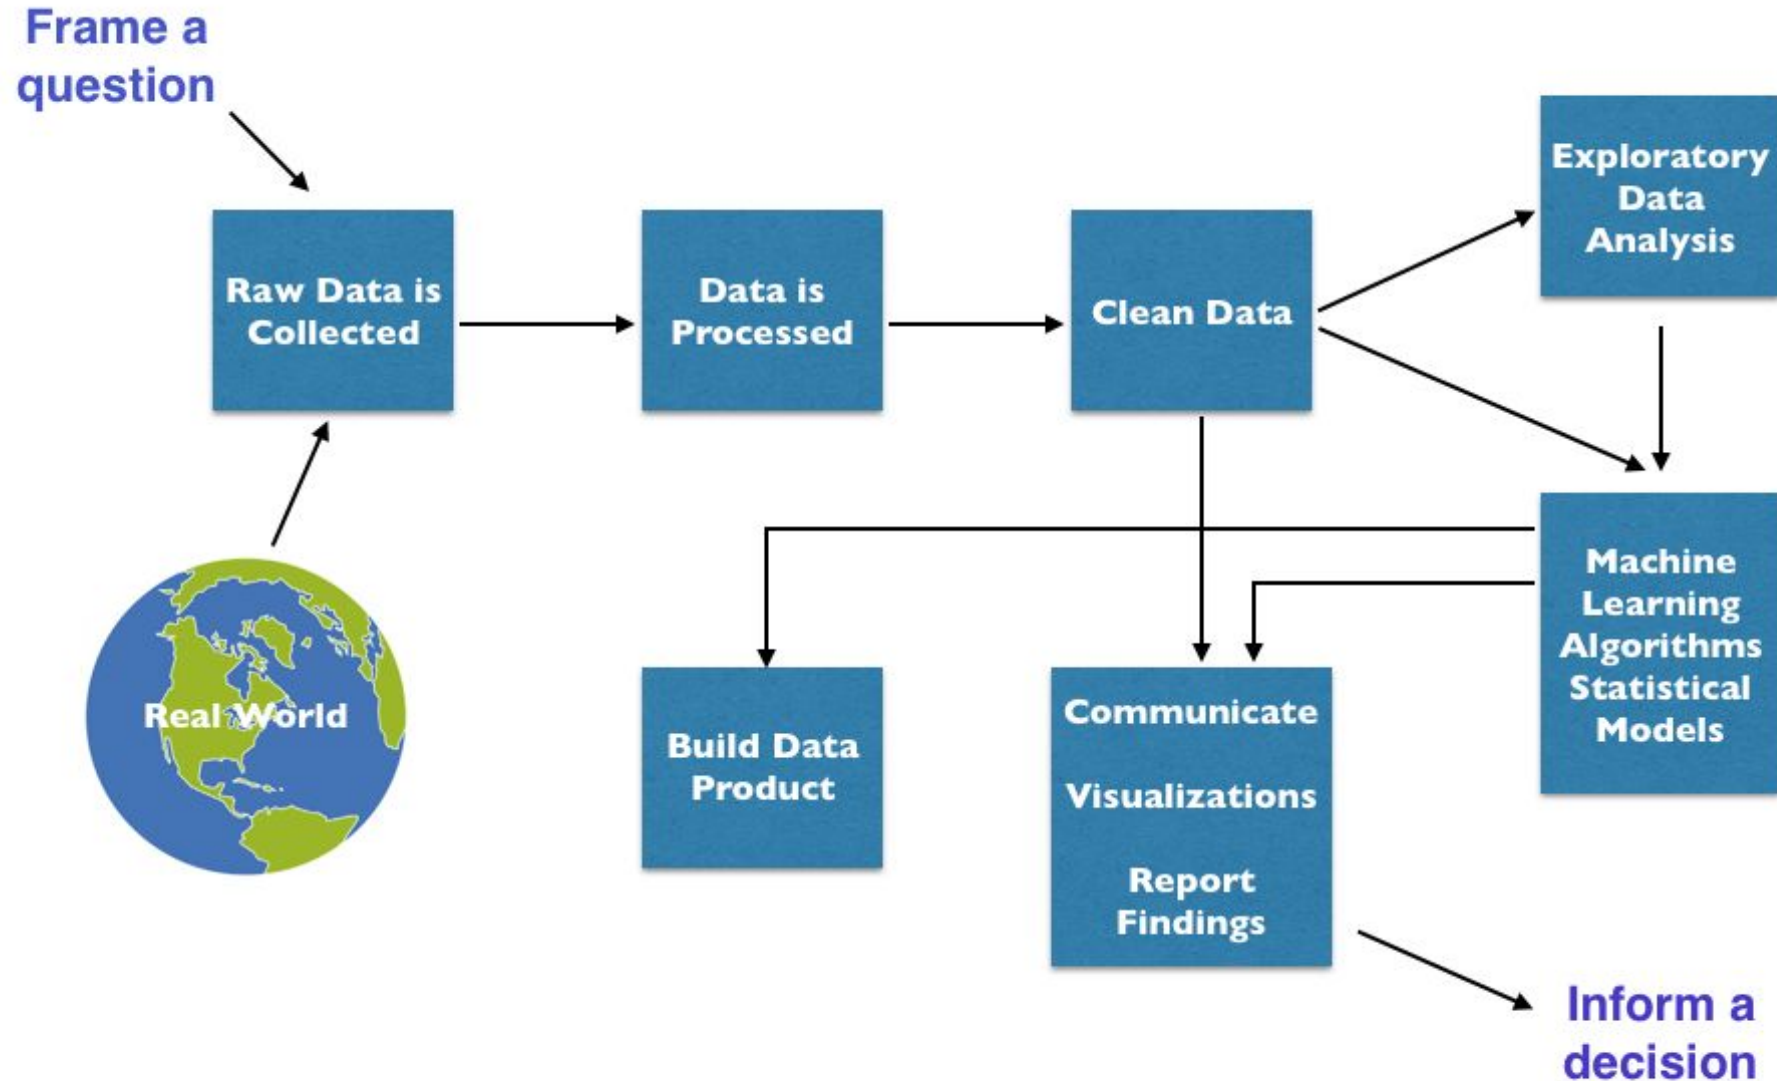 Frame a
question
Raw Data is
Collected
Data is
Processed
Clean Data
Exploratory
Data
Analysis
Real World
Build Data
Product
Communicate
Visualizations
Report
Findings
Machine
Learning
Algorithms
Statistical
Models
Inform a
decision